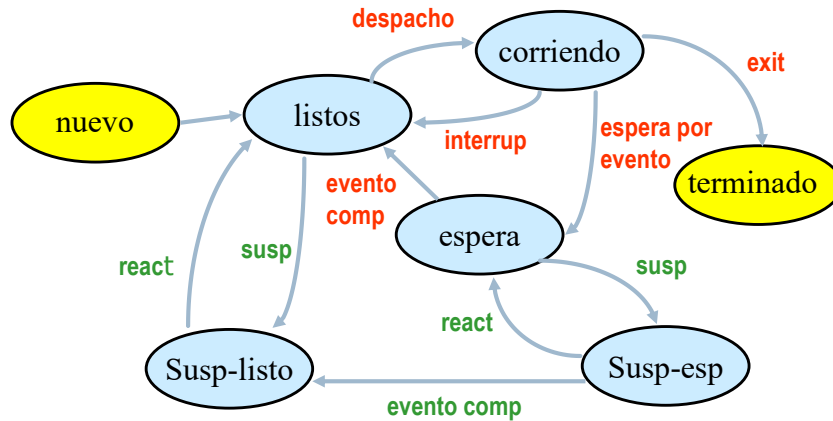 despacho
corriendo
exit
nuevo
listos
interrup
espera por
evento
terminado
evento
comp
espera
react
susp
susp
react
Susp-listo
Susp-esp
evento comp